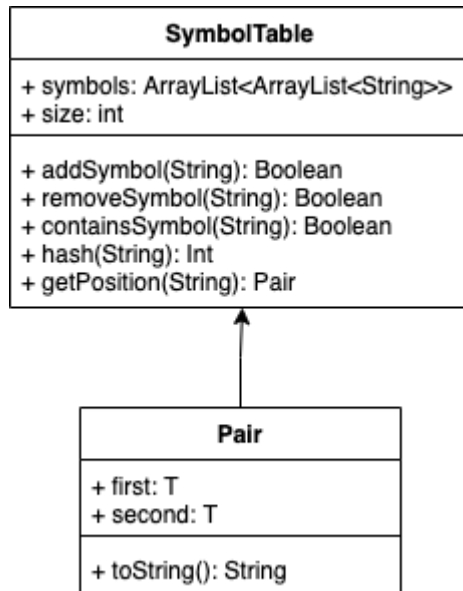 SymbolTable
+ symbols: ArrayList<ArrayList<String>>
+ size: int
+ addSymbol(String): Boolean
+ removeSymbol(String): Boolean
+ containsSymbol(String): Boolean
+ hash(String): Int
+ getPosition(String): Pair
Pair
+ first: T
+ second: T
+ toString(): String